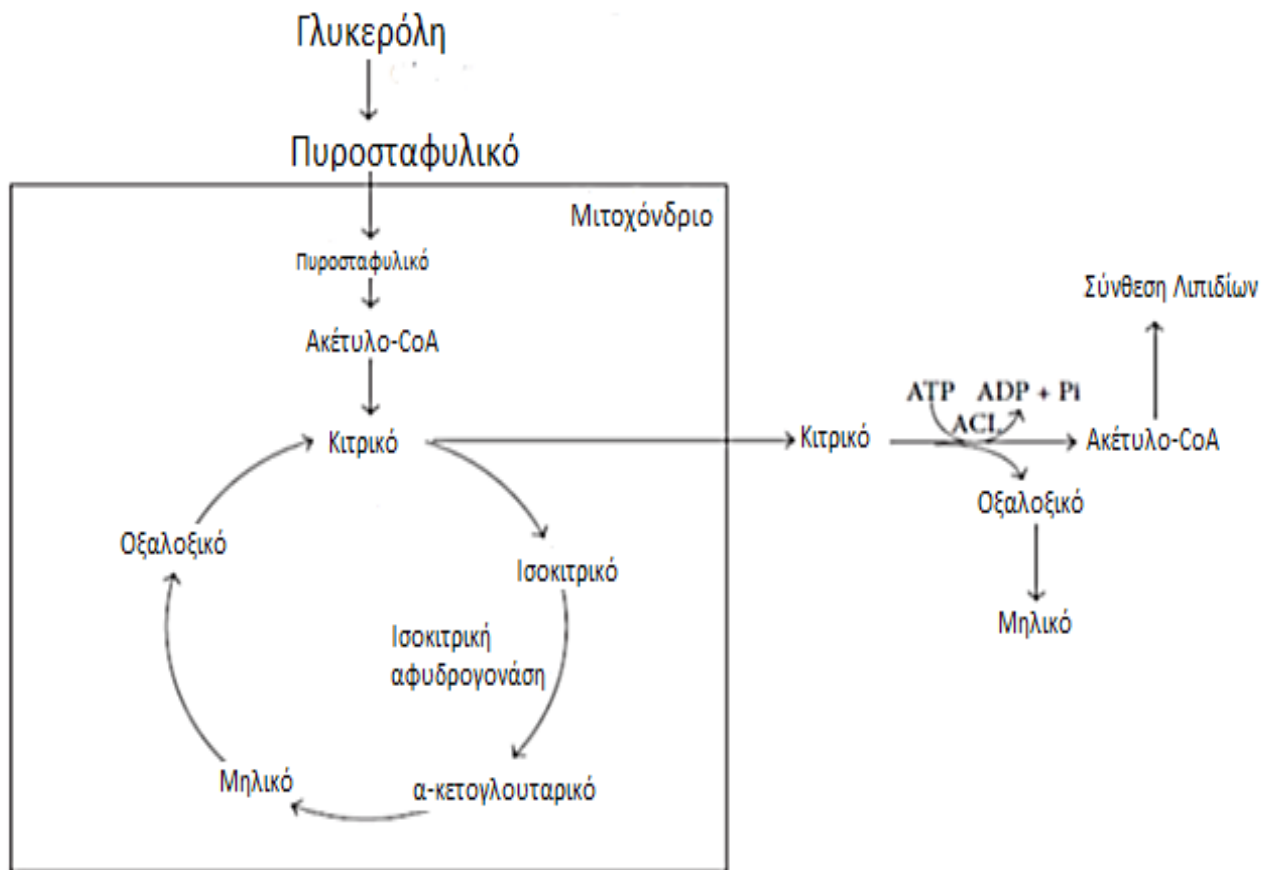 Γλυκερόλη
Πυροσταφυλικό
Μιτοχόνδριο
Πυροσταφυλικό
Ακέτυλο-CoA
Σύνθεση Λιπιδίων
ATP ADP + Pi
ACL
Κιτρικό
Κιτρικό
Ακέτυλο-CoA
Οξαλοξικό
Οξαλοξικό
Ισοκιτρικό
Μηλικό
Ισοκιτρική
αφυδρογονάση
Μηλικό
α-κετογλουταρικό